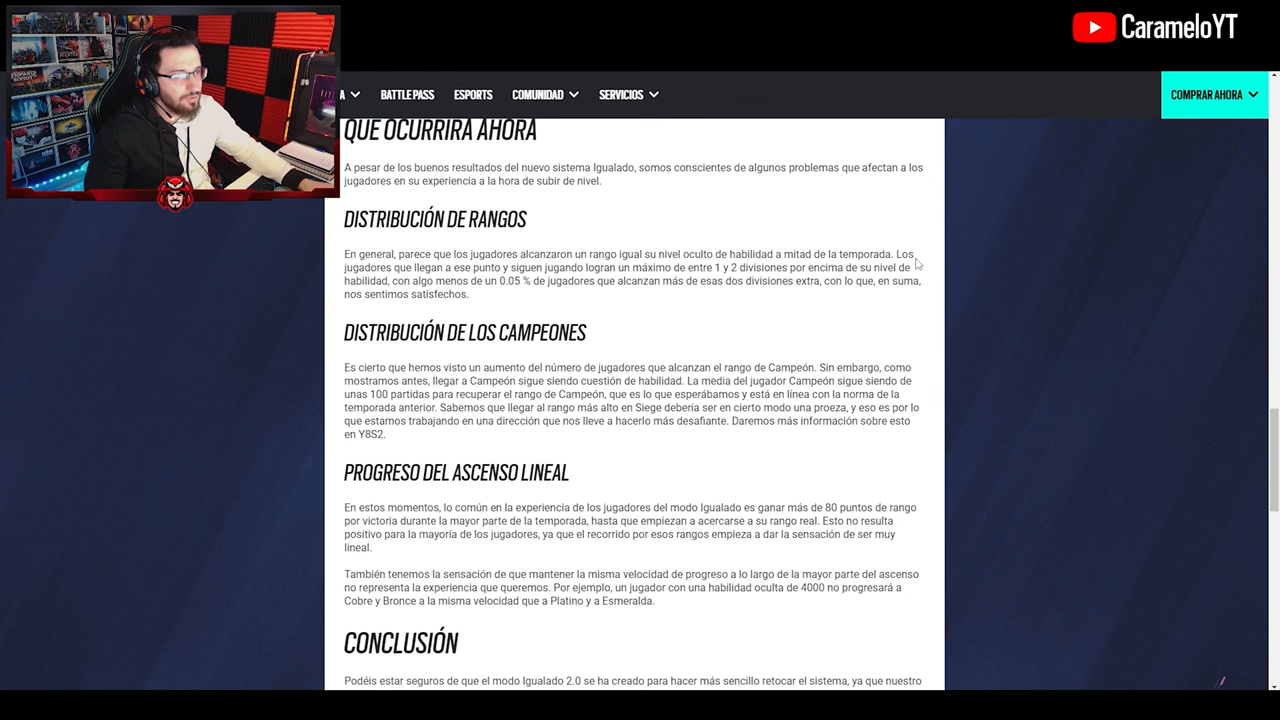 CarameloYT
A
BATTLE PASS
ESPORTS
COMUNIDAD
SERVICIOS
COMPRAR AHORA
QUÉ OCURRIRÁ AHORA
A pesar de los buenos resultados del nuevo sistema Igualado, somos conscientes de algunos problemas que afectan a los
jugadores en su experiencia a la hora de subir de nivel.
DISTRIBUCIÓN DE RANGOS
En general, parece que los jugadores alcanzaron un rango igual su nivel oculto de habilidad a mitad de la temporada. Los
jugadores que llegan a ese punto y siguen jugando logran un máximo de entre 1 y 2 divisiones por encima de su nivel de
habilidad, con algo menos de un 0.05 % de jugadores que alcanzan más de esas dos divisiones extra, con lo que, en suma,
nos sentimos satisfechos.
DISTRIBUCIÓN DE LOS CAMPEONES
Es cierto que hemos visto un aumento del número de jugadores que alcanzan el rango de Campeón. Sin embargo, como
mostramos antes, llegar a Campeón sigue siendo cuestión de habilidad. La media del jugador Campeón sigue siendo de
unas 100 partidas para recuperar el rango de Campeón, que es lo que esperábamos y está en línea con la norma de la
temporada anterior. Sabemos que llegar al rango más alto en Siege debería ser en cierto modo una proeza, y eso es por lo
que estamos trabajando en una dirección que nos lleve a hacerlo más desafiante. Daremos más información sobre esto
en Y8S2.
PROGRESO DEL ASCENSO LINEAL
En estos momentos, lo común en la experiencia de los jugadores del modo Igualado es ganar más de 80 puntos de rango
por victoria durante la mayor parte de la temporada, hasta que empiezan a acercarse a su rango real. Esto no resulta
positivo para la mayoría de los jugadores, ya que el recorrido por esos rangos empieza a dar la sensación de ser muy
lineal.
También tenemos la sensación de que mantener la misma velocidad de progreso a lo largo de la mayor parte del ascenso
no representa la experiencia que queremos. Por ejemplo, un jugador con una habilidad oculta de 4000 no progresará a
Cobre y Bronce a la misma velocidad que a Platino y a Esmeralda.
CONCLUSIÓN
Podéis estar seguros de que el modo Igualado 2.0 se ha creado para hacer más sencillo retocar el sistema, ya que nuestro